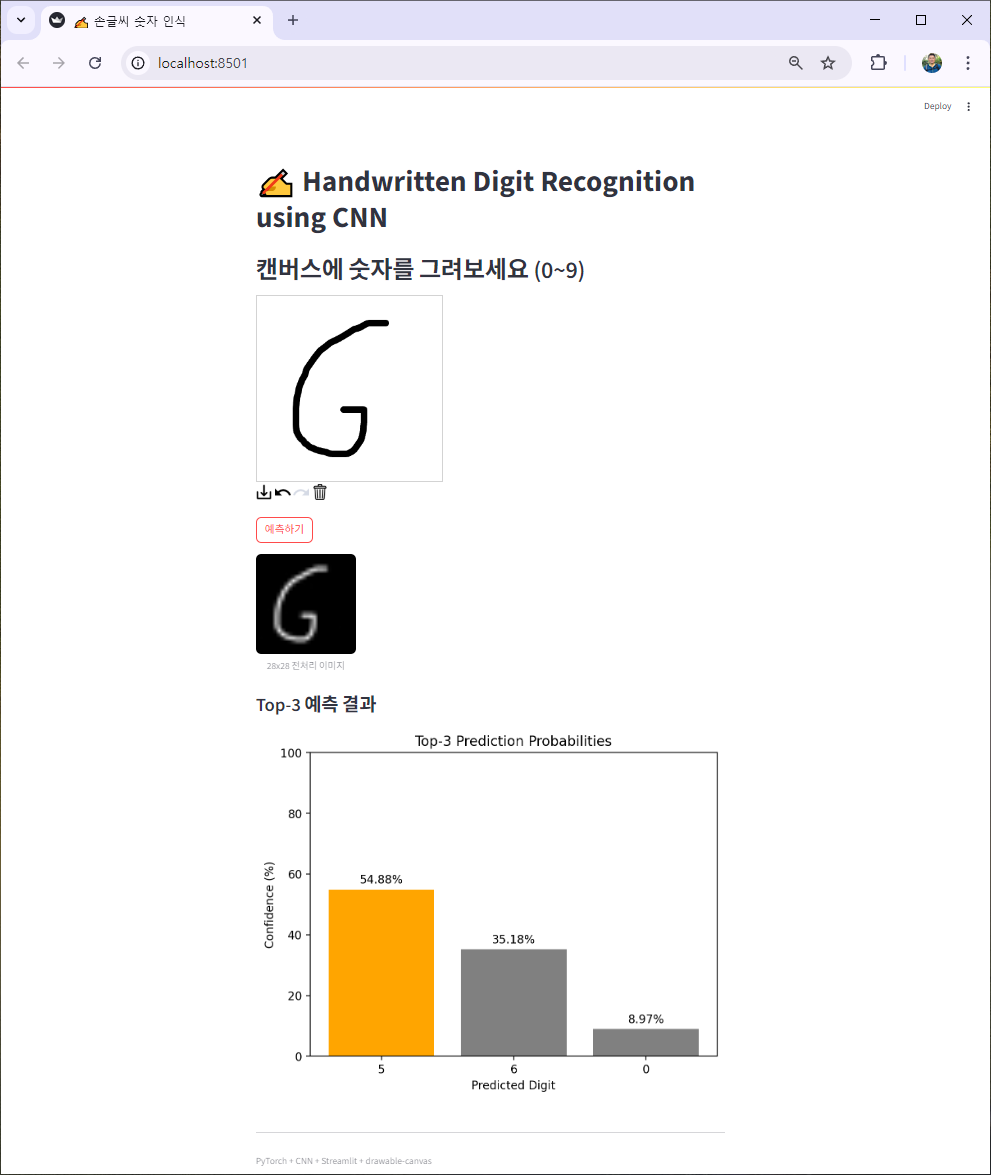 ✍️ 손글씨 숫자 인식
localhost:8501
Deploy
✍️ Handwritten Digit Recognition
using CNN
캔버스에 숫자를 그려보세요 (0~9)
G
예측하기
28x28 전처리 이미지
Top-3 예측 결과
Top-3 Prediction Probabilities
100
80
60
40
20
0
Confidence (%)
54.88%
35.18%
8.97%
5 6 0
Predicted Digit
PyTorch + CNN + Streamlit + drawable-canvas